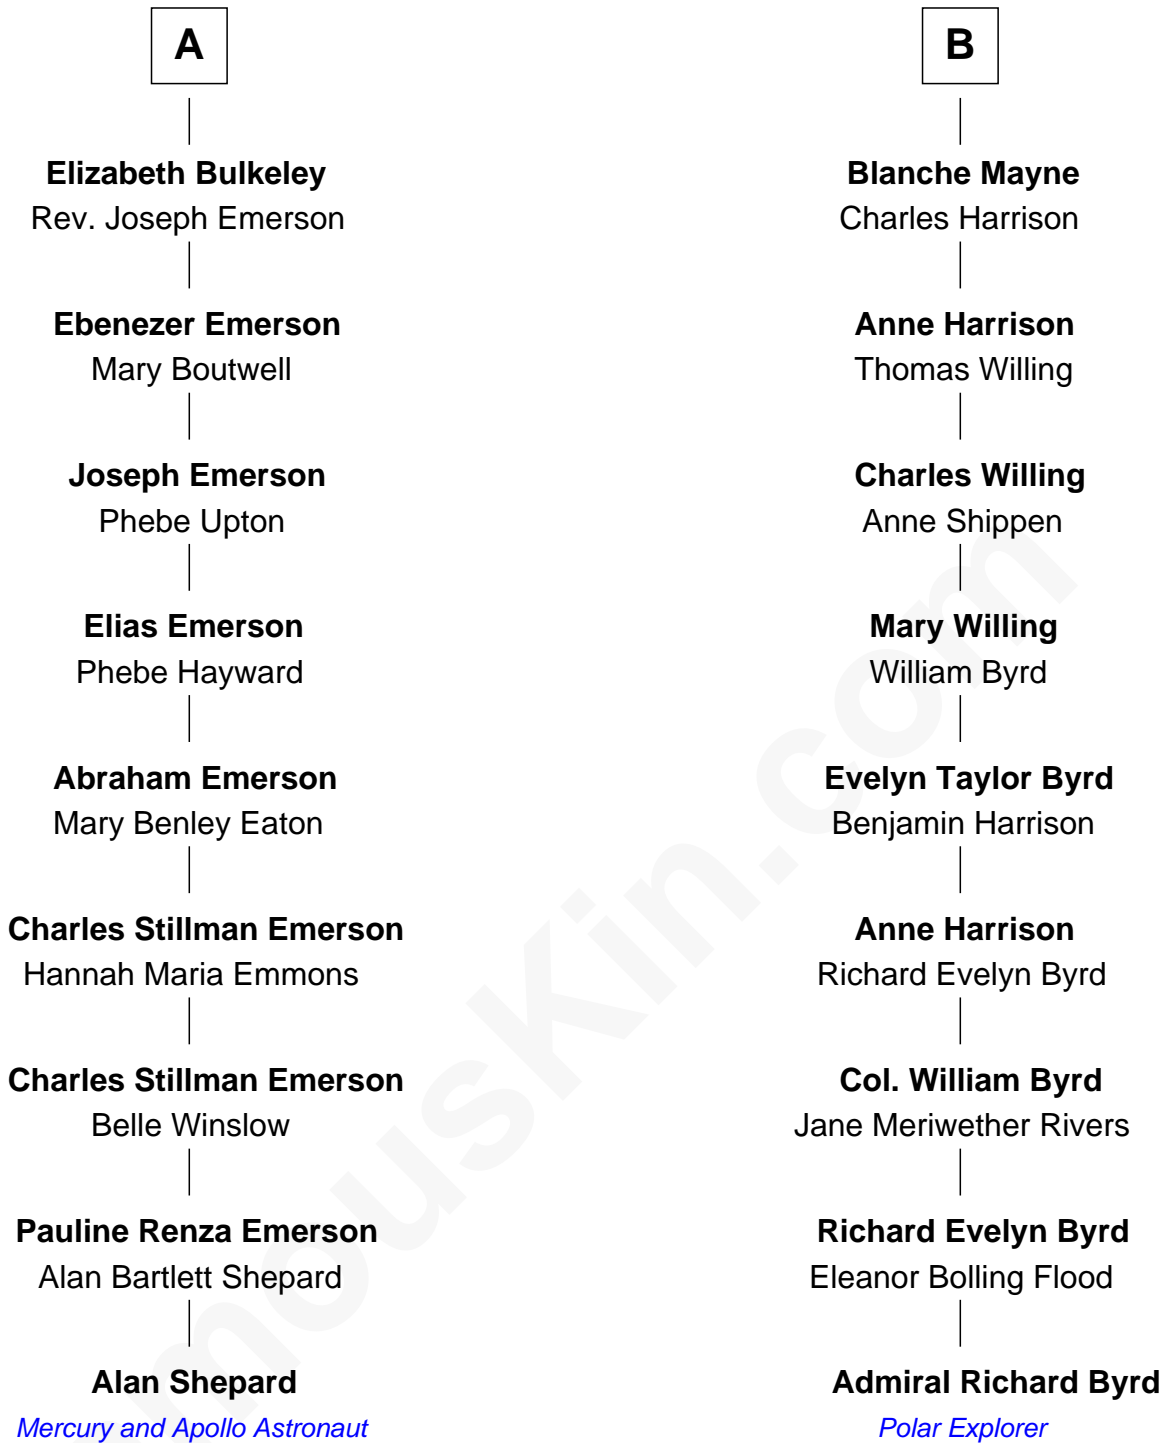 A
Elizabeth Bulkeley
Rev. Joseph Emerson
Ebenezer Emerson
Mary Boutwell
Joseph Emerson
Phebe Upton
Elias Emerson
Phebe Hayward
Abraham Emerson
Mary Benley Eaton
Charles Stillman Emerson
Hannah Maria Emmons
Charles Stillman Emerson
Belle Winslow
Pauline Renza Emerson
Alan Bartlett Shepard
Alan Shepard
Mercury and Apollo Astronaut
B
Blanche Mayne
Charles Harrison
Anne Harrison
Thomas Willing
Charles Willing
Anne Shippen
Mary Willing
William Byrd
Evelyn Taylor Byrd
Benjamin Harrison
Anne Harrison
Richard Evelyn Byrd
Col. William Byrd
Jane Meriwether Rivers
Richard Evelyn Byrd
Eleanor Bolling Flood
Admiral Richard Byrd
Polar Explorer
mousKin.com